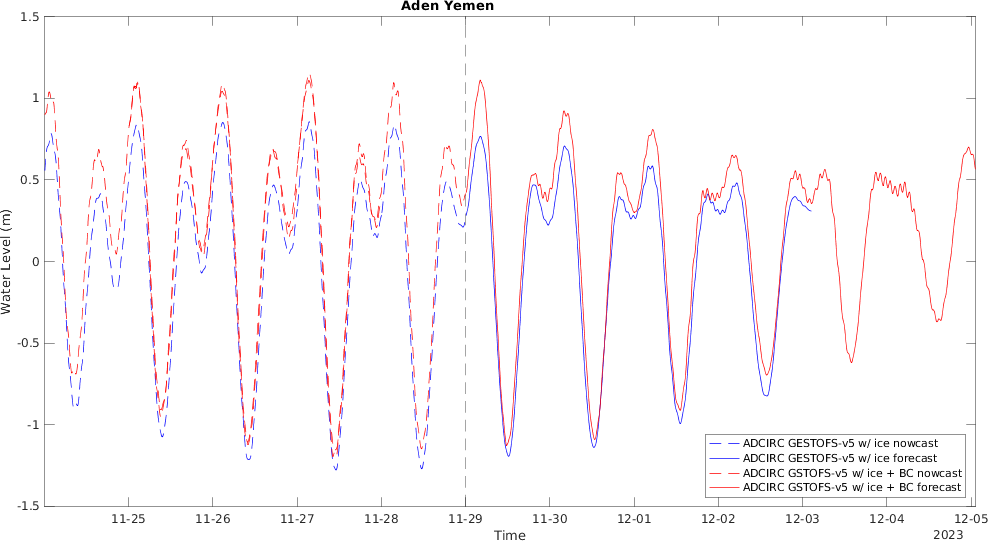 Aden Yemen
1.5
1
0.5
0
-0.5
-1
-1.5
Water Level (m)
ADCIRC GESTOFS-v5 w/ ice nowcast
ADCIRC GESTOFS-v5 w/ ice forecast
ADCIRC GSTOFS-v5 w/ ice + BC nowcast
ADCIRC GSTOFS-v5 w/ ice + BC forecast
11-25 11-26 11-27 11-28 11-29 11-30 12-01 12-02 12-03 12-04 12-05
Time
2023